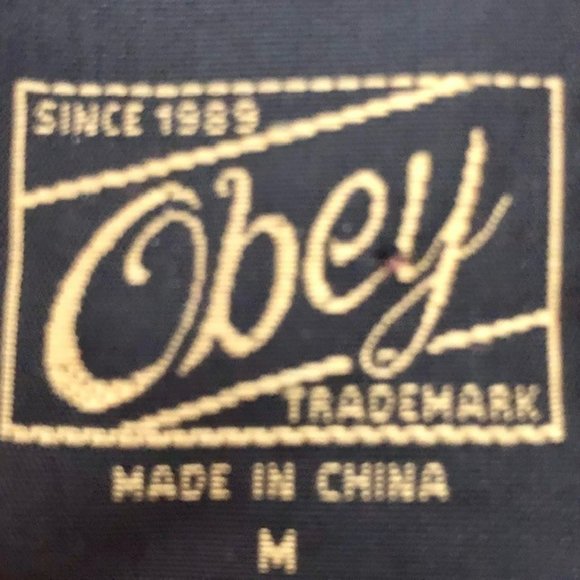 SINCE 1989
Obey
TRADEMARK
MADE IN CHINA
M